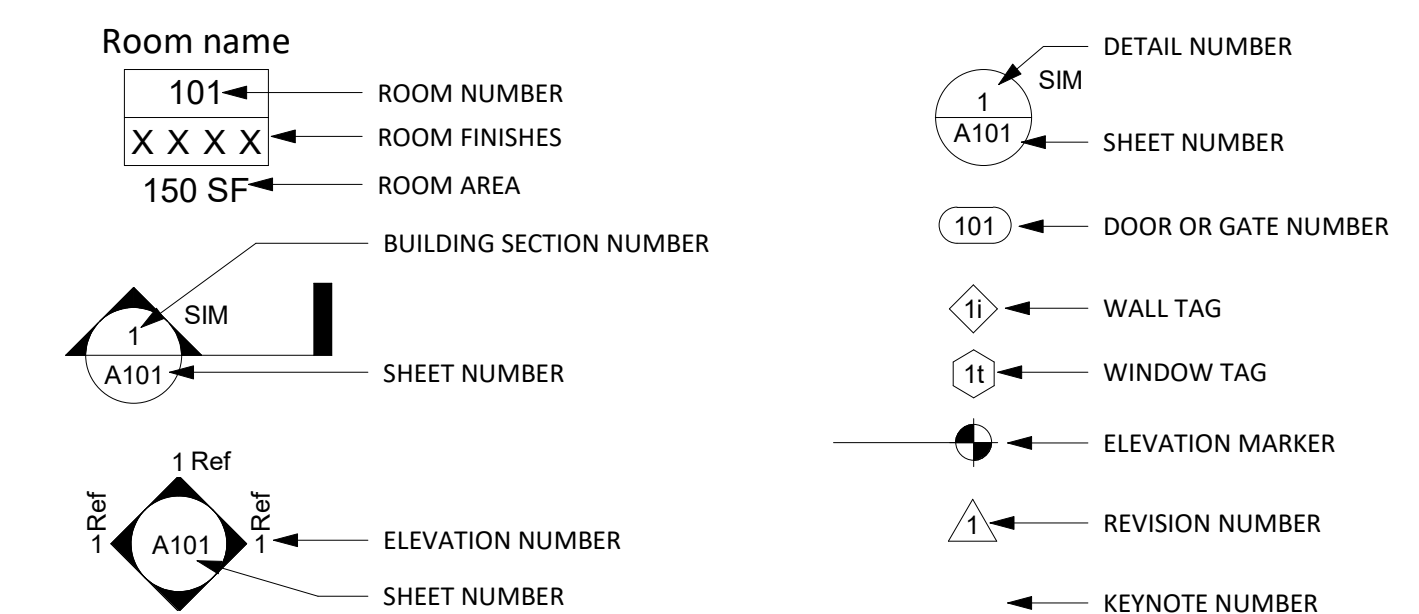 Room name
101
ROOM NUMBER
X X X X
ROOM FINISHES
150 SF
ROOM AREA
BUILDING SECTION NUMBER
1
SIM
A101
SHEET NUMBER
1 Ref
1 Ref
1 Ref
A101
ELEVATION NUMBER
SHEET NUMBER
DETAIL NUMBER
1
SIM
A101
SHEET NUMBER
101
DOOR OR GATE NUMBER
1i
WALL TAG
1t
WINDOW TAG
ELEVATION MARKER
1
REVISION NUMBER
KEYNOTE NUMBER